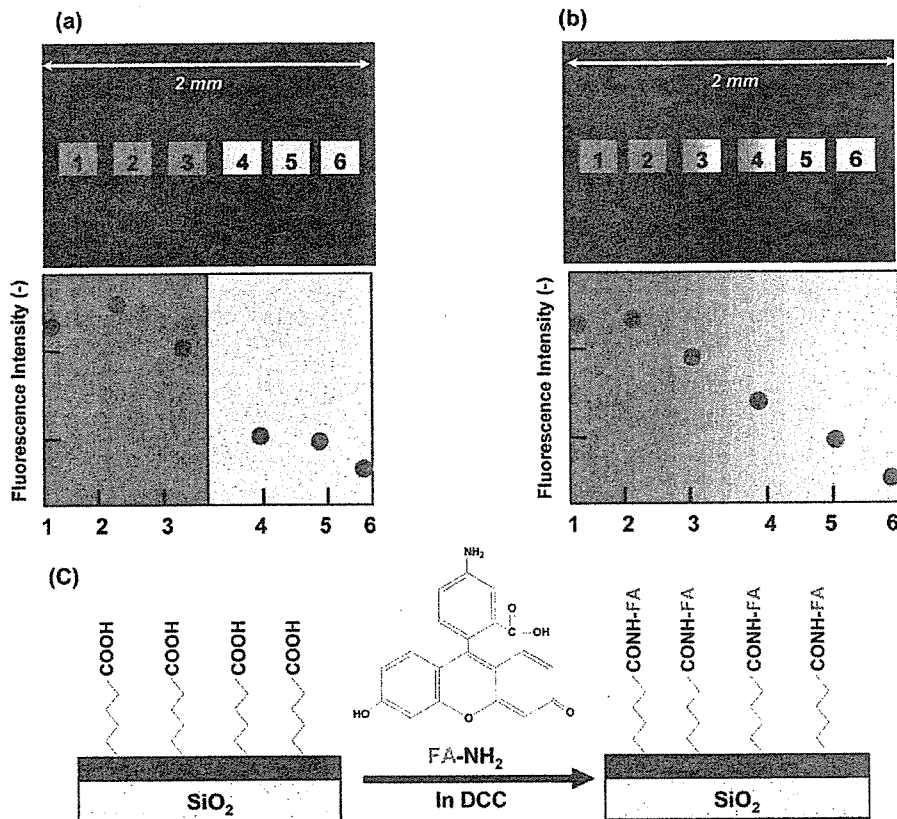 (a)
2 mm
1 2 3 4 5 6
Fluorescence Intensity (-)
1 2 3 4 5 6
(b)
2 mm
1 2 3 4 5 6
Fluorescence Intensity (-)
1 2 3 4 5 6
(C)
COOH COOH COOH COOH
SiO₂
NH₂
O
C-OH
HO
O
O
FA-NH₂
In DCC
CONH-FA CONH-FA CONH-FA CONH-FA
SiO₂